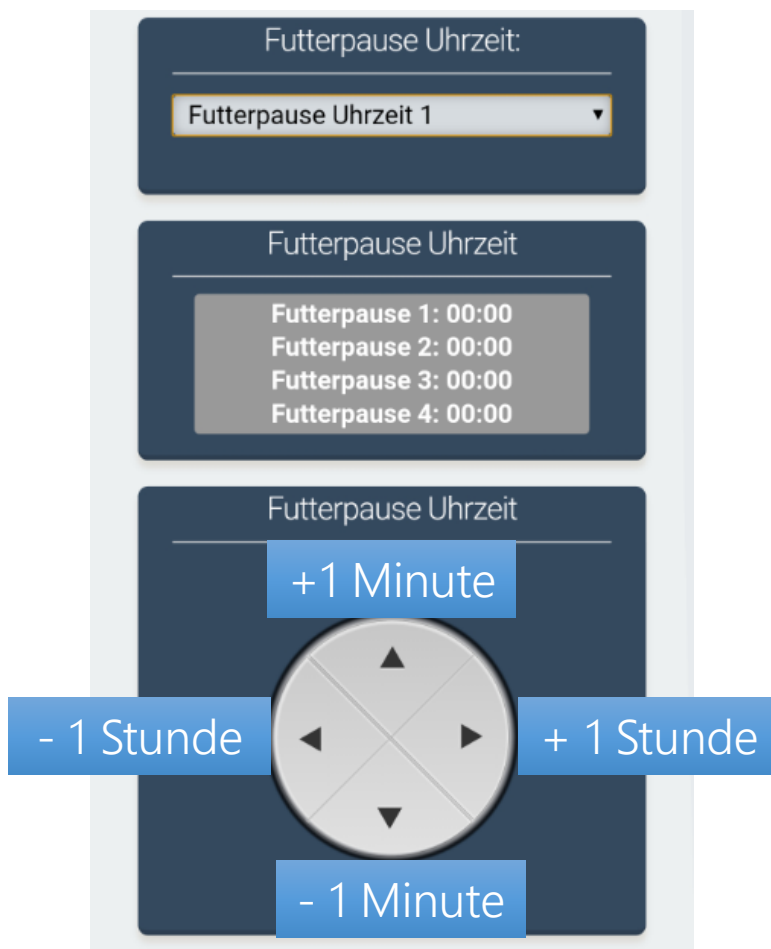 Futterpause Uhrzeit:
Futterpause Uhrzeit 1
Futterpause Uhrzeit
Futterpause 1: 00:00
Futterpause 2: 00:00
Futterpause 3: 00:00
Futterpause 4: 00:00
Futterpause Uhrzeit
+1 Minute
- 1 Stunde
+ 1 Stunde
- 1 Minute